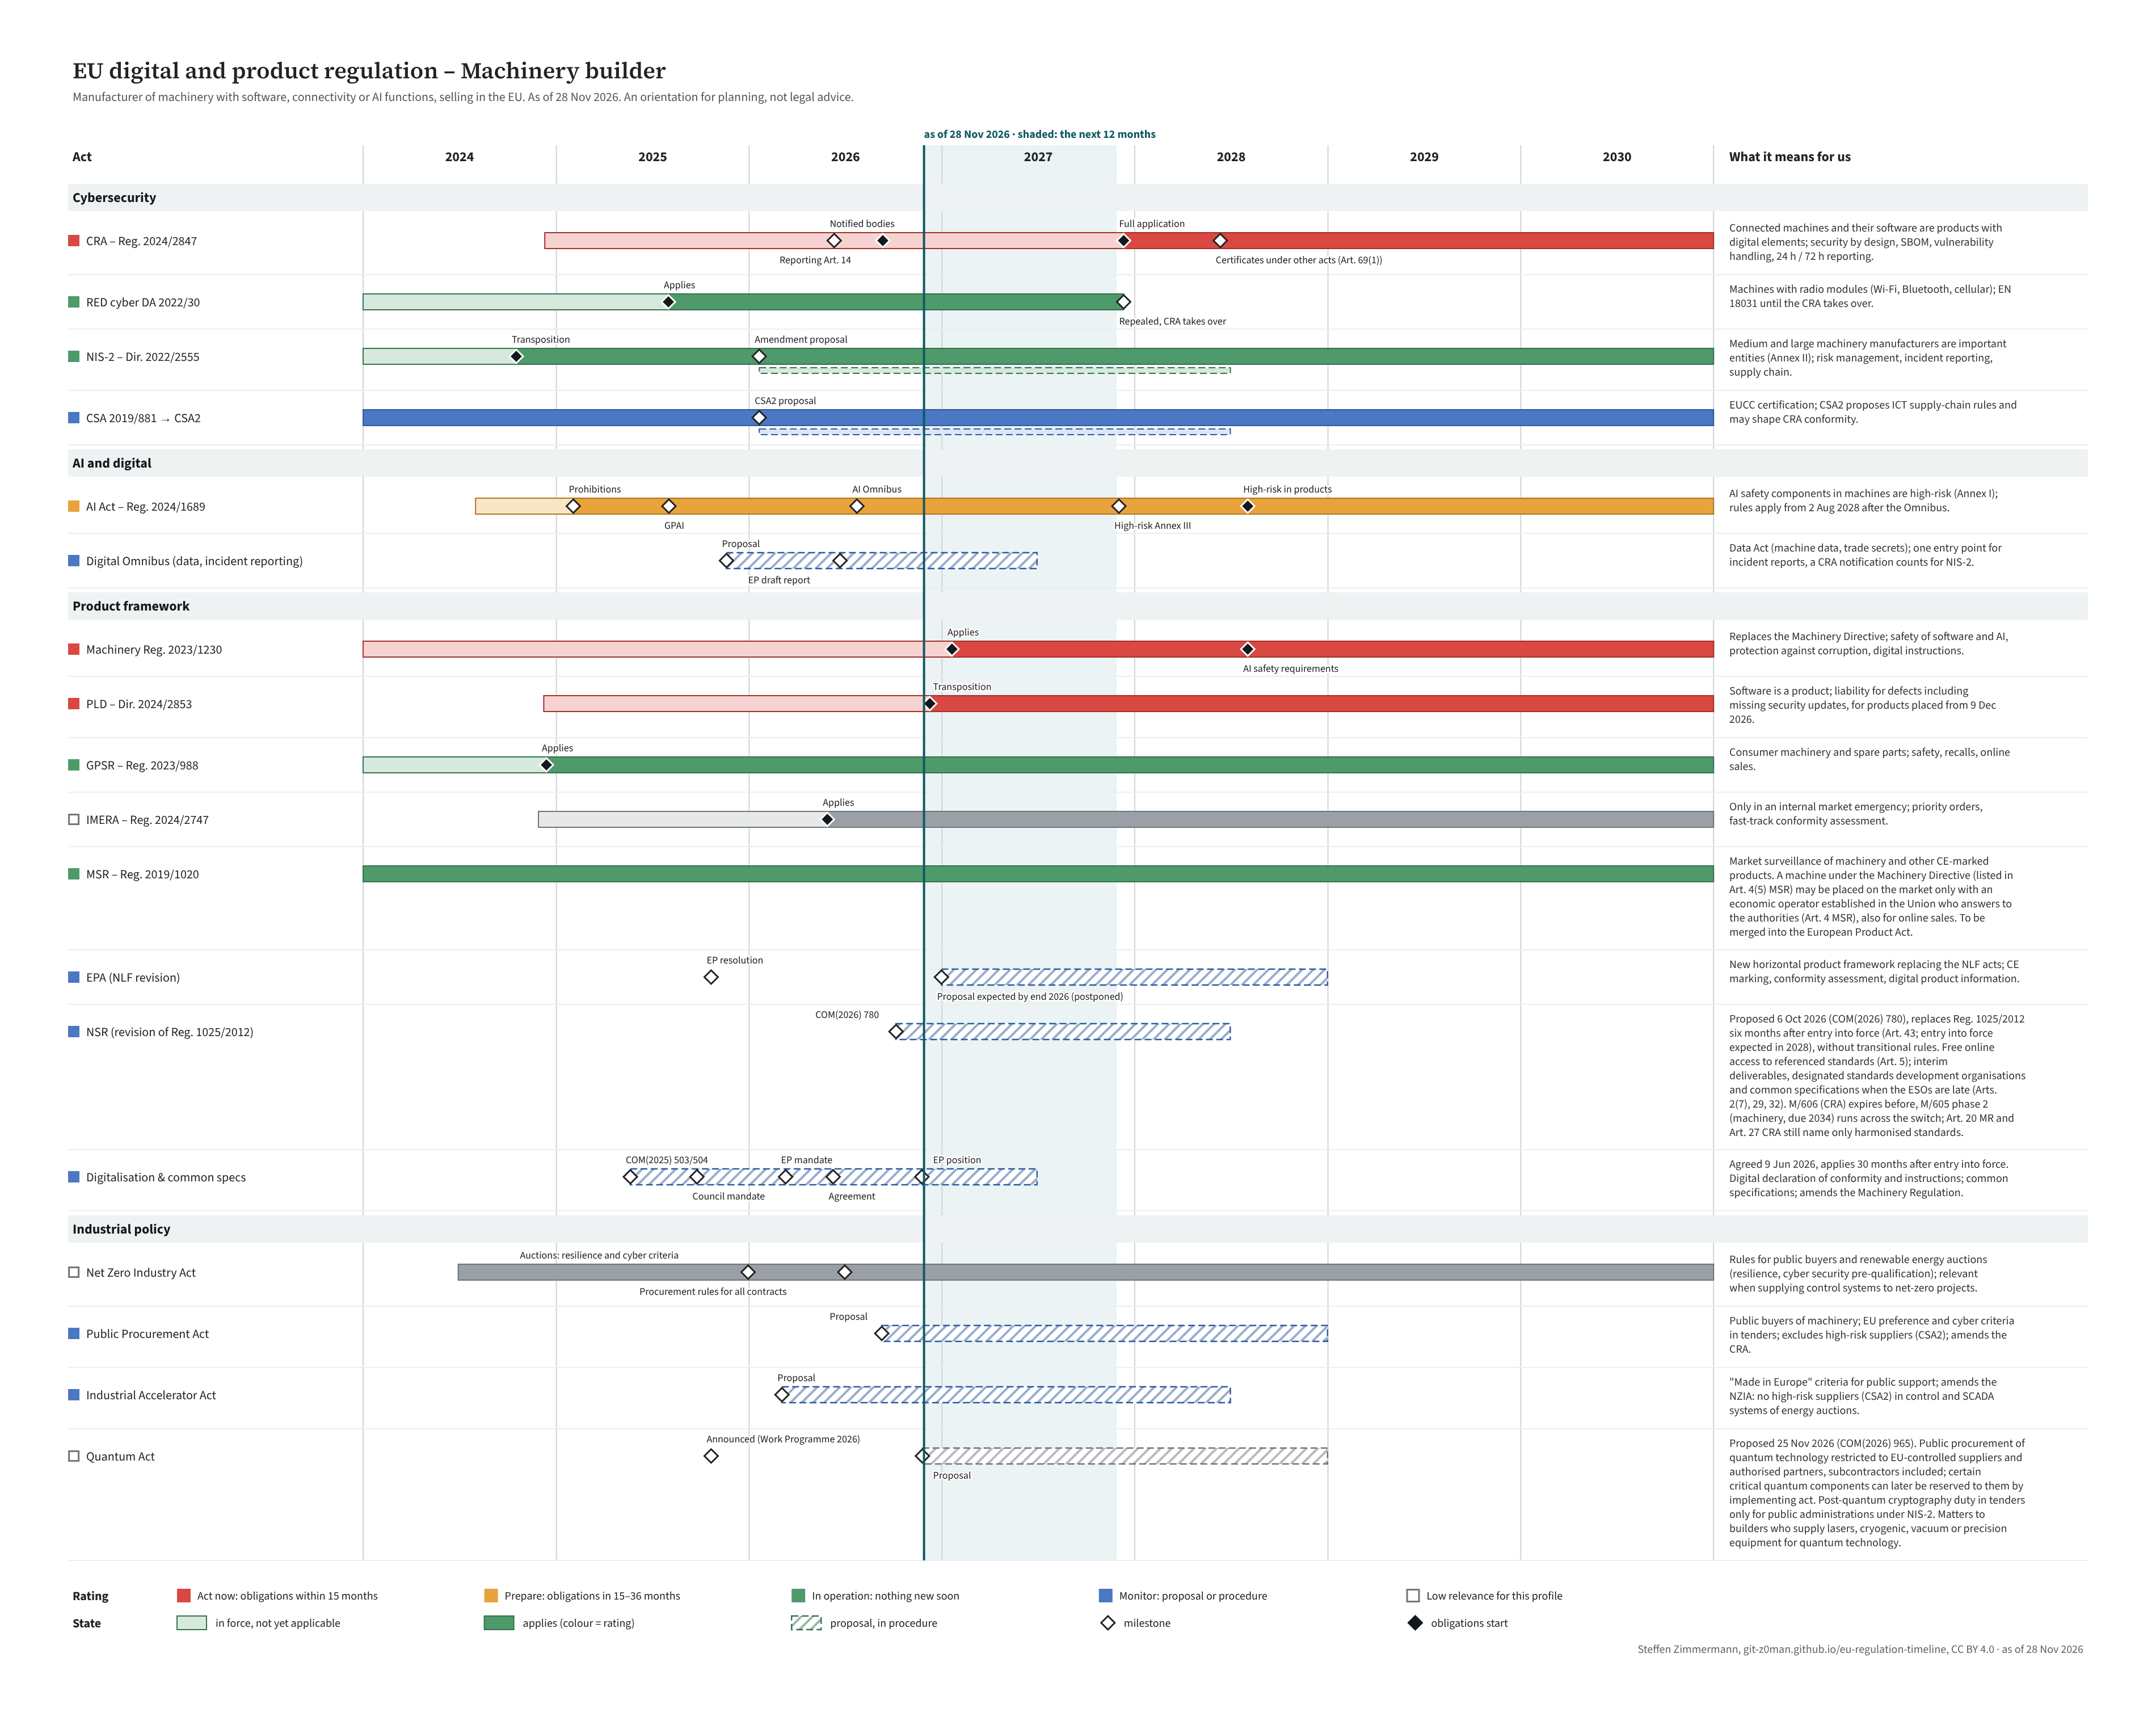 EU digital and product regulation – Machinery builder
Manufacturer of machinery with software, connectivity or AI functions, selling in the EU. As of 28 Nov 2026. An orientation for planning, not legal advice.
as of 28 Nov 2026 · shaded: the next 12 months
Act 2024 2025 2026 2027 2028 2029 2030 What it means for us
Cybersecurity
Notified bodies Full application
CRA – Reg. 2024/2847
Reporting Art. 14 Certificates under other acts (Art. 69(1))
Connected machines and their software are products with
digital elements; security by design, SBOM, vulnerability
handling, 24 h / 72 h reporting.
Applies
RED cyber DA 2022/30
Repealed, CRA takes over
Machines with radio modules (Wi-Fi, Bluetooth, cellular); EN
18031 until the CRA takes over.
Transposition Amendment proposal
NIS-2 – Dir. 2022/2555
Medium and large machinery manufacturers are important
entities (Annex II); risk management, incident reporting,
supply chain.
CSA2 proposal
CSA 2019/881 → CSA2
EUCC certification; CSA2 proposes ICT supply-chain rules and
may shape CRA conformity.
AI and digital
Prohibitions AI Omnibus High-risk in products
AI Act – Reg. 2024/1689
GPAI High-risk Annex III
AI safety components in machines are high-risk (Annex I);
rules apply from 2 Aug 2028 after the Omnibus.
Proposal
Digital Omnibus (data, incident reporting)
EP draft report
Data Act (machine data, trade secrets); one entry point for
incident reports, a CRA notification counts for NIS-2.
Product framework
Applies
Machinery Reg. 2023/1230
AI safety requirements
Replaces the Machinery Directive; safety of software and AI,
protection against corruption, digital instructions.
Transposition
PLD – Dir. 2024/2853
Software is a product; liability for defects including
missing security updates, for products placed from 9 Dec
2026.
Applies
GPSR – Reg. 2023/988
Consumer machinery and spare parts; safety, recalls, online
sales.
Applies
IMERA – Reg. 2024/2747
Only in an internal market emergency; priority orders,
fast-track conformity assessment.
MSR – Reg. 2019/1020
Market surveillance of machinery and other CE-marked
products. A machine under the Machinery Directive (listed in
Art. 4(5) MSR) may be placed on the market only with an
economic operator established in the Union who answers to
the authorities (Art. 4 MSR), also for online sales. To be
merged into the European Product Act.
EP resolution
EPA (NLF revision)
Proposal expected by end 2026 (postponed)
New horizontal product framework replacing the NLF acts; CE
marking, conformity assessment, digital product information.
COM(2026) 780
NSR (revision of Reg. 1025/2012)
Proposed 6 Oct 2026 (COM(2026) 780), replaces Reg. 1025/2012
six months after entry into force (Art. 43; entry into force
expected in 2028), without transitional rules. Free online
access to referenced standards (Art. 5); interim
deliverables, designated standards development organisations
and common specifications when the ESOs are late (Arts.
2(7), 29, 32). M/606 (CRA) expires before, M/605 phase 2
(machinery, due 2034) runs across the switch; Art. 20 MR and
Art. 27 CRA still name only harmonised standards.
COM(2025) 503/504 EP mandate EP position
Digitalisation & common specs
Council mandate Agreement
Agreed 9 Jun 2026, applies 30 months after entry into force.
Digital declaration of conformity and instructions; common
specifications; amends the Machinery Regulation.
Industrial policy
Auctions: resilience and cyber criteria
Net Zero Industry Act
Procurement rules for all contracts
Rules for public buyers and renewable energy auctions
(resilience, cyber security pre-qualification); relevant
when supplying control systems to net-zero projects.
Proposal
Public Procurement Act
Public buyers of machinery; EU preference and cyber criteria
in tenders; excludes high-risk suppliers (CSA2); amends the
CRA.
Proposal
Industrial Accelerator Act
"Made in Europe" criteria for public support; amends the
NZIA: no high-risk suppliers (CSA2) in control and SCADA
systems of energy auctions.
Announced (Work Programme 2026)
Quantum Act
Proposal
Proposed 25 Nov 2026 (COM(2026) 965). Public procurement of
quantum technology restricted to EU-controlled suppliers and
authorised partners, subcontractors included; certain
critical quantum components can later be reserved to them by
implementing act. Post-quantum cryptography duty in tenders
only for public administrations under NIS-2. Matters to
builders who supply lasers, cryogenic, vacuum or precision
equipment for quantum technology.
Rating Act now: obligations within 15 months Prepare: obligations in 15–36 months In operation: nothing new soon Monitor: proposal or procedure Low relevance for this profile
State in force, not yet applicable applies (colour = rating) proposal, in procedure milestone obligations start
Steffen Zimmermann, git-z0man.github.io/eu-regulation-timeline, CC BY 4.0 · as of 28 Nov 2026